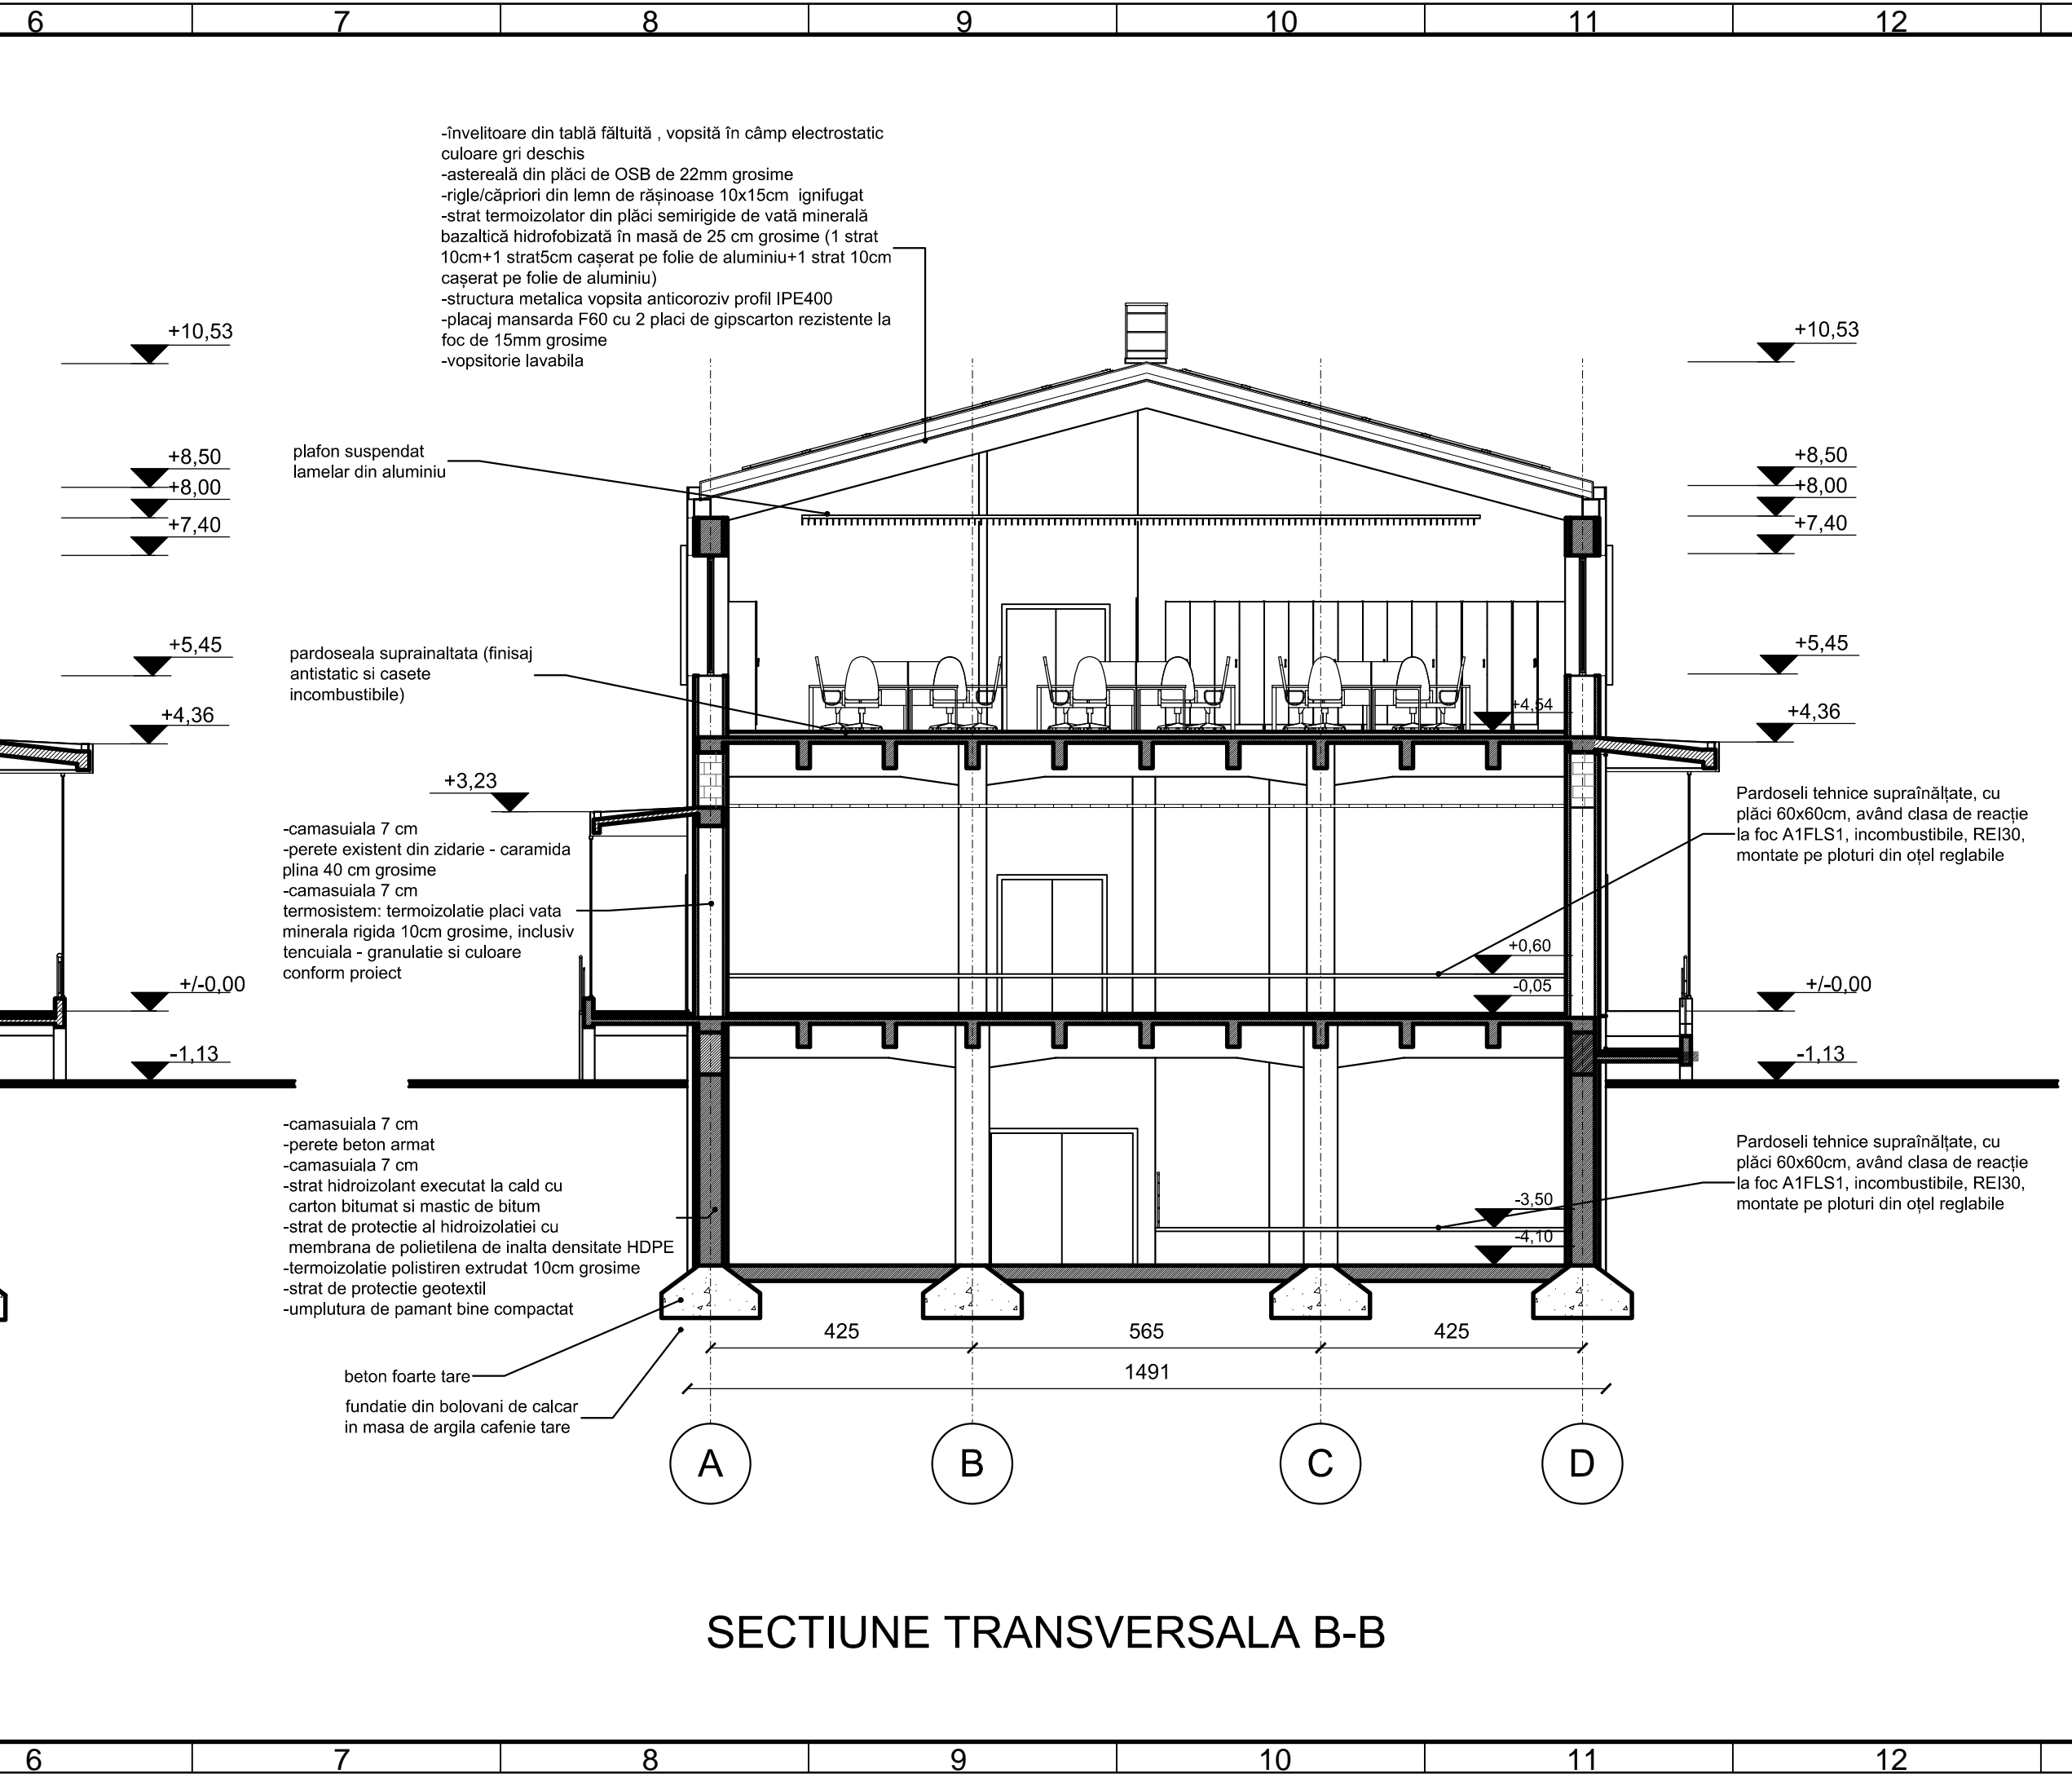 6 7 8 9 10 11 12
-învelitoare din tablă fălțuită , vopsită în câmp electrostatic
culoare gri deschis
-astereală din plăci de OSB de 22mm grosime
-rigle/căpriori din lemn de rășinoase 10x15cm  ignifugat
-strat termoizolator din plăci semirigide de vată minerală
bazaltică hidrofobizată în masă de 25 cm grosime (1 strat
10cm+1 strat5cm cașerat pe folie de aluminiu+1 strat 10cm
cașerat pe folie de aluminiu)
-structura metalica vopsita anticoroziv profil IPE400
-placaj mansarda F60 cu 2 placi de gipscarton rezistente la
foc de 15mm grosime
-vopsitorie lavabila
+10,53
+8,50
+8,00
+7,40
+5,45
+4,36
+/-0,00
-1,13
plafon suspendat
lamelar din aluminiu
pardoseala suprainaltata (finisaj
antistatic si casete
incombustibile)
+3,23
-camasuiala 7 cm
-perete existent din zidarie - caramida
plina 40 cm grosime
-camasuiala 7 cm
termosistem: termoizolatie placi vata
minerala rigida 10cm grosime, inclusiv
tencuiala - granulatie si culoare
conform proiect
-camasuiala 7 cm
-perete beton armat
-camasuiala 7 cm
-strat hidroizolant executat la cald cu
carton bitumat si mastic de bitum
-strat de protectie al hidroizolatiei cu
membrana de polietilena de inalta densitate HDPE
-termoizolatie polistiren extrudat 10cm grosime
-strat de protectie geotextil
-umplutura de pamant bine compactat
beton foarte tare
fundatie din bolovani de calcar
in masa de argila cafenie tare
+4,54
+0,60
-0,05
-3,50
-4,10
+10,53
+8,50
+8,00
+7,40
+5,45
+4,36
Pardoseli tehnice supraînălțate, cu
plăci 60x60cm, având clasa de reacție
la foc A1FLS1, incombustibile, REI30,
montate pe ploturi din oțel reglabile
+/-0,00
-1,13
Pardoseli tehnice supraînălțate, cu
plăci 60x60cm, având clasa de reacție
la foc A1FLS1, incombustibile, REI30,
montate pe ploturi din oțel reglabile
425 565 425
1491
A B C D
SECTIUNE TRANSVERSALA B-B
6 7 8 9 10 11 12